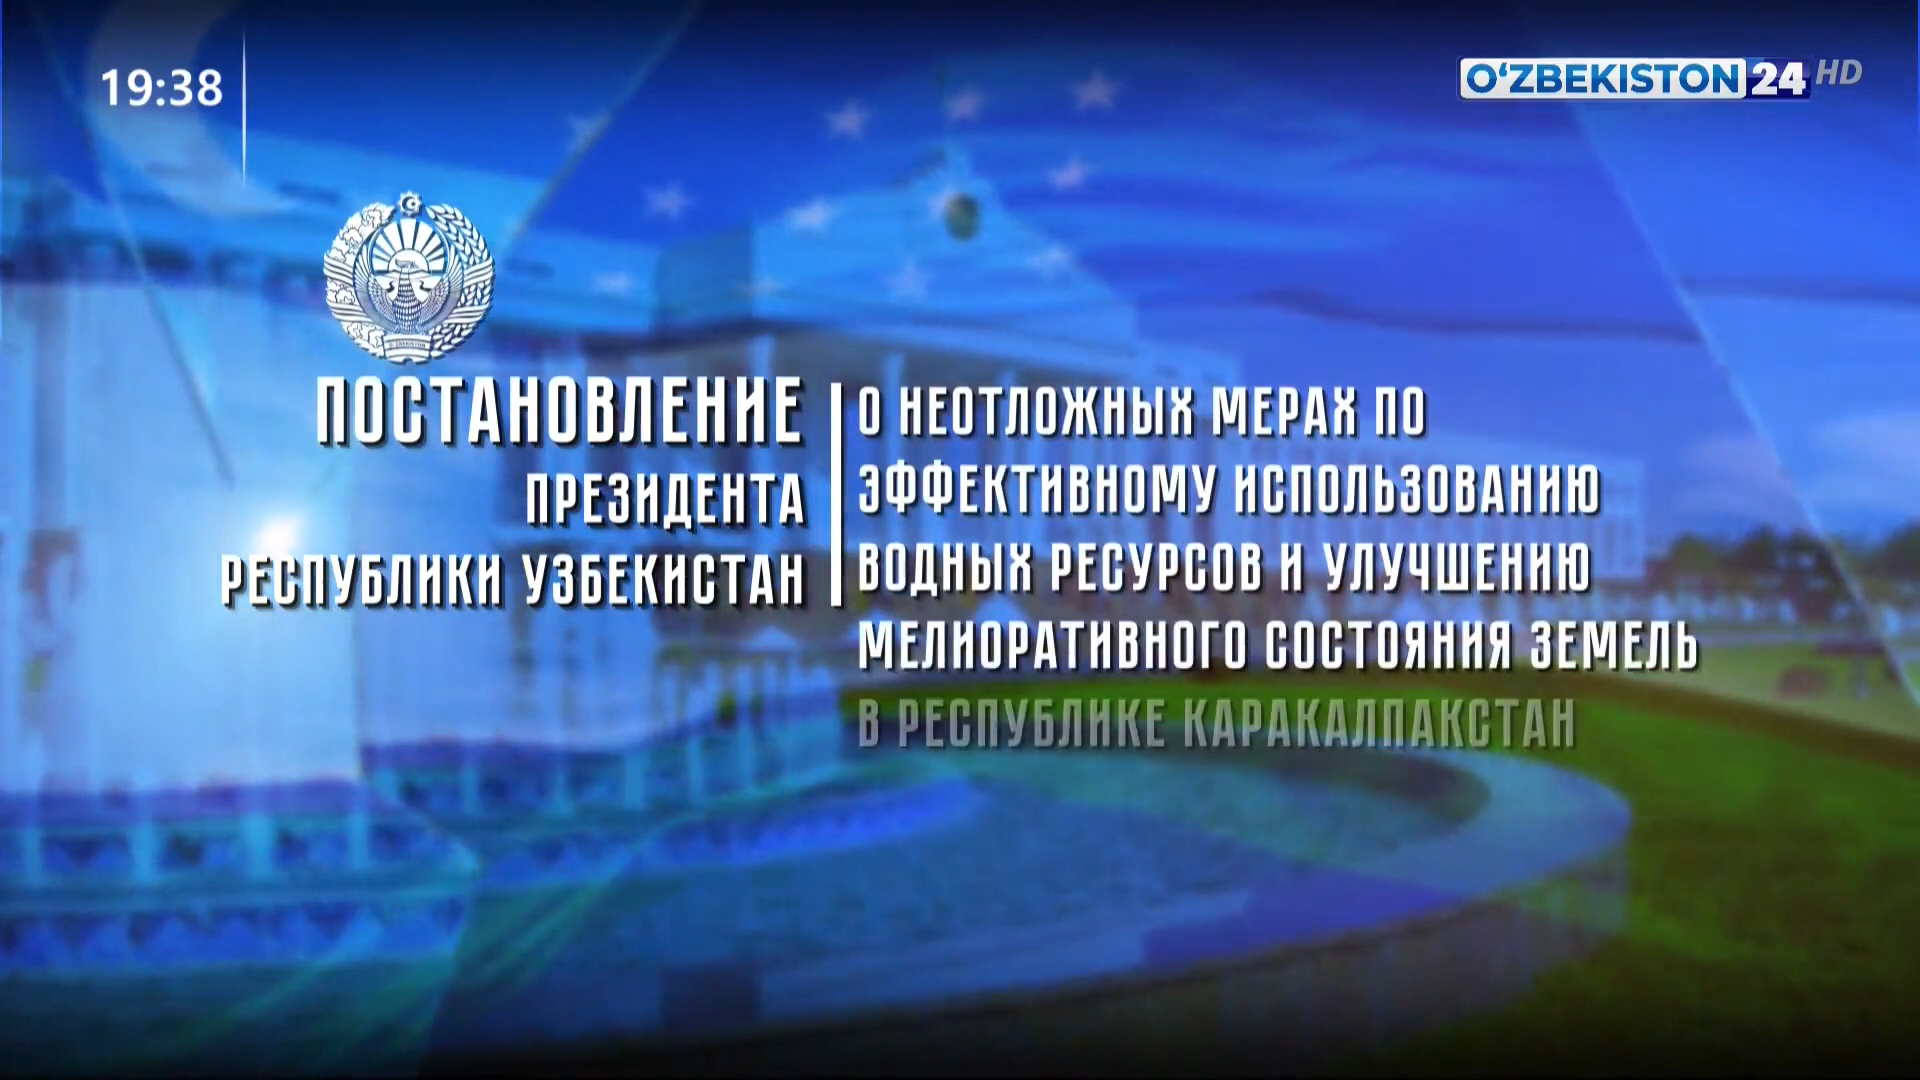 19:38
O‘ZBEKISTON 24 HD
ПОСТАНОВЛЕНИЕ
ПРЕЗИДЕНТА
РЕСПУБЛИКИ УЗБЕКИСТАН
О НЕОТЛОЖНЫХ МЕРАХ ПО
ЭФФЕКТИВНОМУ ИСПОЛЬЗОВАНИЮ
ВОДНЫХ РЕСУРСОВ И УЛУЧШЕНИЮ
МЕЛИОРАТИВНОГО СОСТОЯНИЯ ЗЕМЕЛЬ
В РЕСПУБЛИКЕ КАРАКАЛПАКСТАН